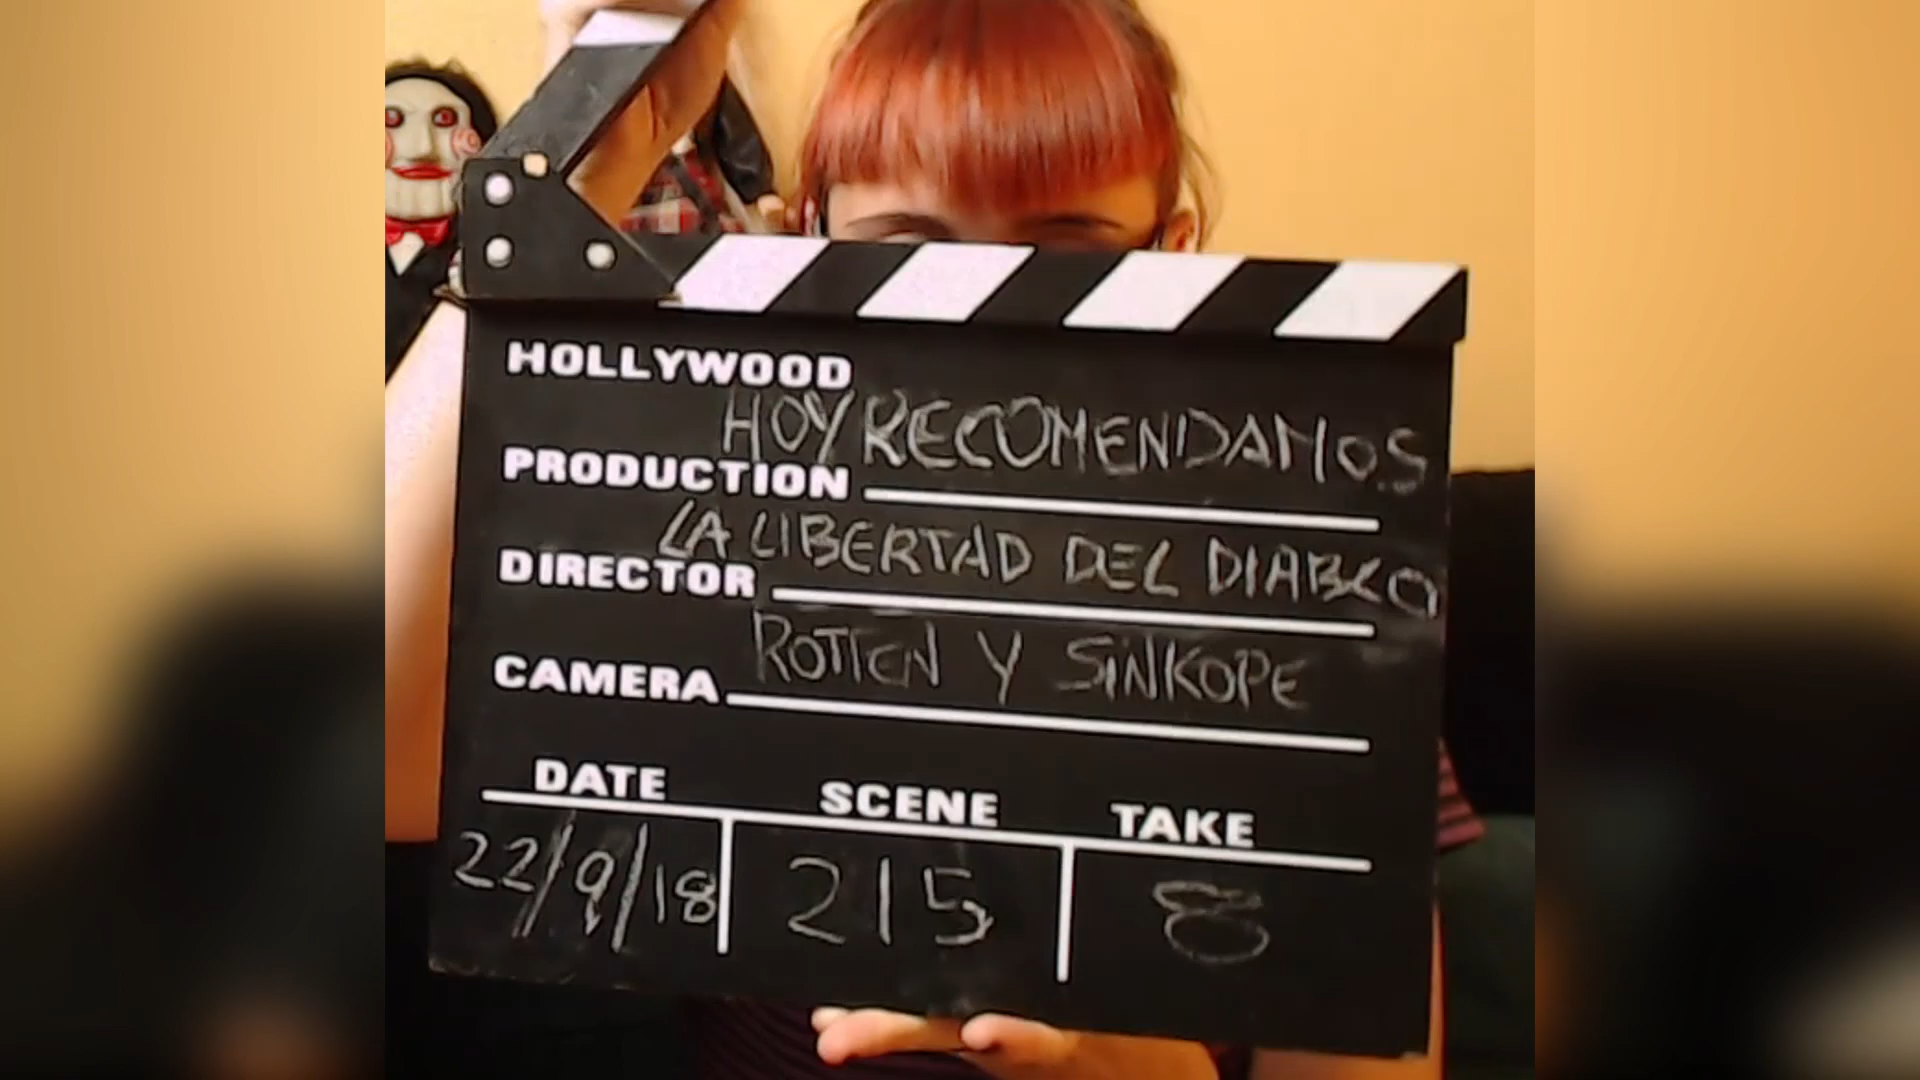 HOLLYWOOD
HOY RECOMENDAMOS
PRODUCTION
LA LIBERTAD DEL DIABLO
DIRECTOR
ROTTEN Y SINKOPE
CAMERA
DATE SCENE TAKE
22/9/18 215 8